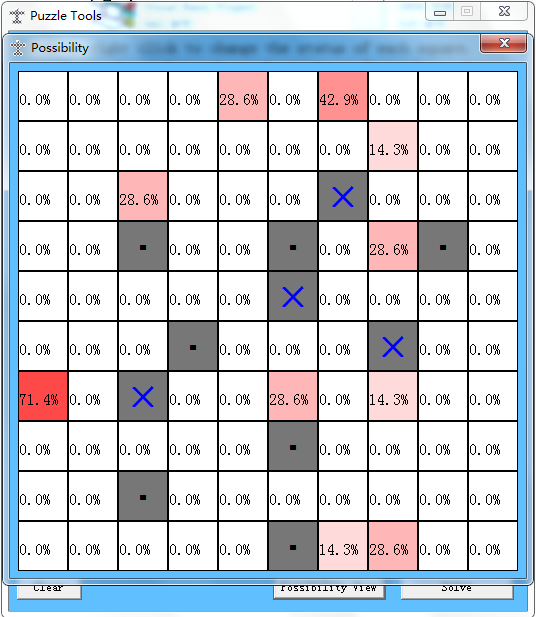 Puzzle Tools
Possibility
0.0% 0.0% 0.0% 0.0% 28.6% 0.0% 42.9% 0.0% 0.0% 0.0%
0.0% 0.0% 0.0% 0.0% 0.0% 0.0% 0.0% 14.3% 0.0% 0.0%
0.0% 0.0% 28.6% 0.0% 0.0% 0.0% 0.0% 0.0% 0.0%
0.0% 0.0% 0.0% 0.0% 0.0% 28.6% 0.0%
0.0% 0.0% 0.0% 0.0% 0.0% 0.0% 0.0% 0.0% 0.0%
0.0% 0.0% 0.0% 0.0% 0.0% 0.0% 0.0% 0.0%
71.4% 0.0% 0.0% 0.0% 28.6% 0.0% 14.3% 0.0% 0.0%
0.0% 0.0% 0.0% 0.0% 0.0% 0.0% 0.0% 0.0% 0.0%
0.0% 0.0% 0.0% 0.0% 0.0% 0.0% 0.0% 0.0% 0.0%
0.0% 0.0% 0.0% 0.0% 0.0% 14.3% 28.6% 0.0% 0.0%
Clear Possibility View Solve